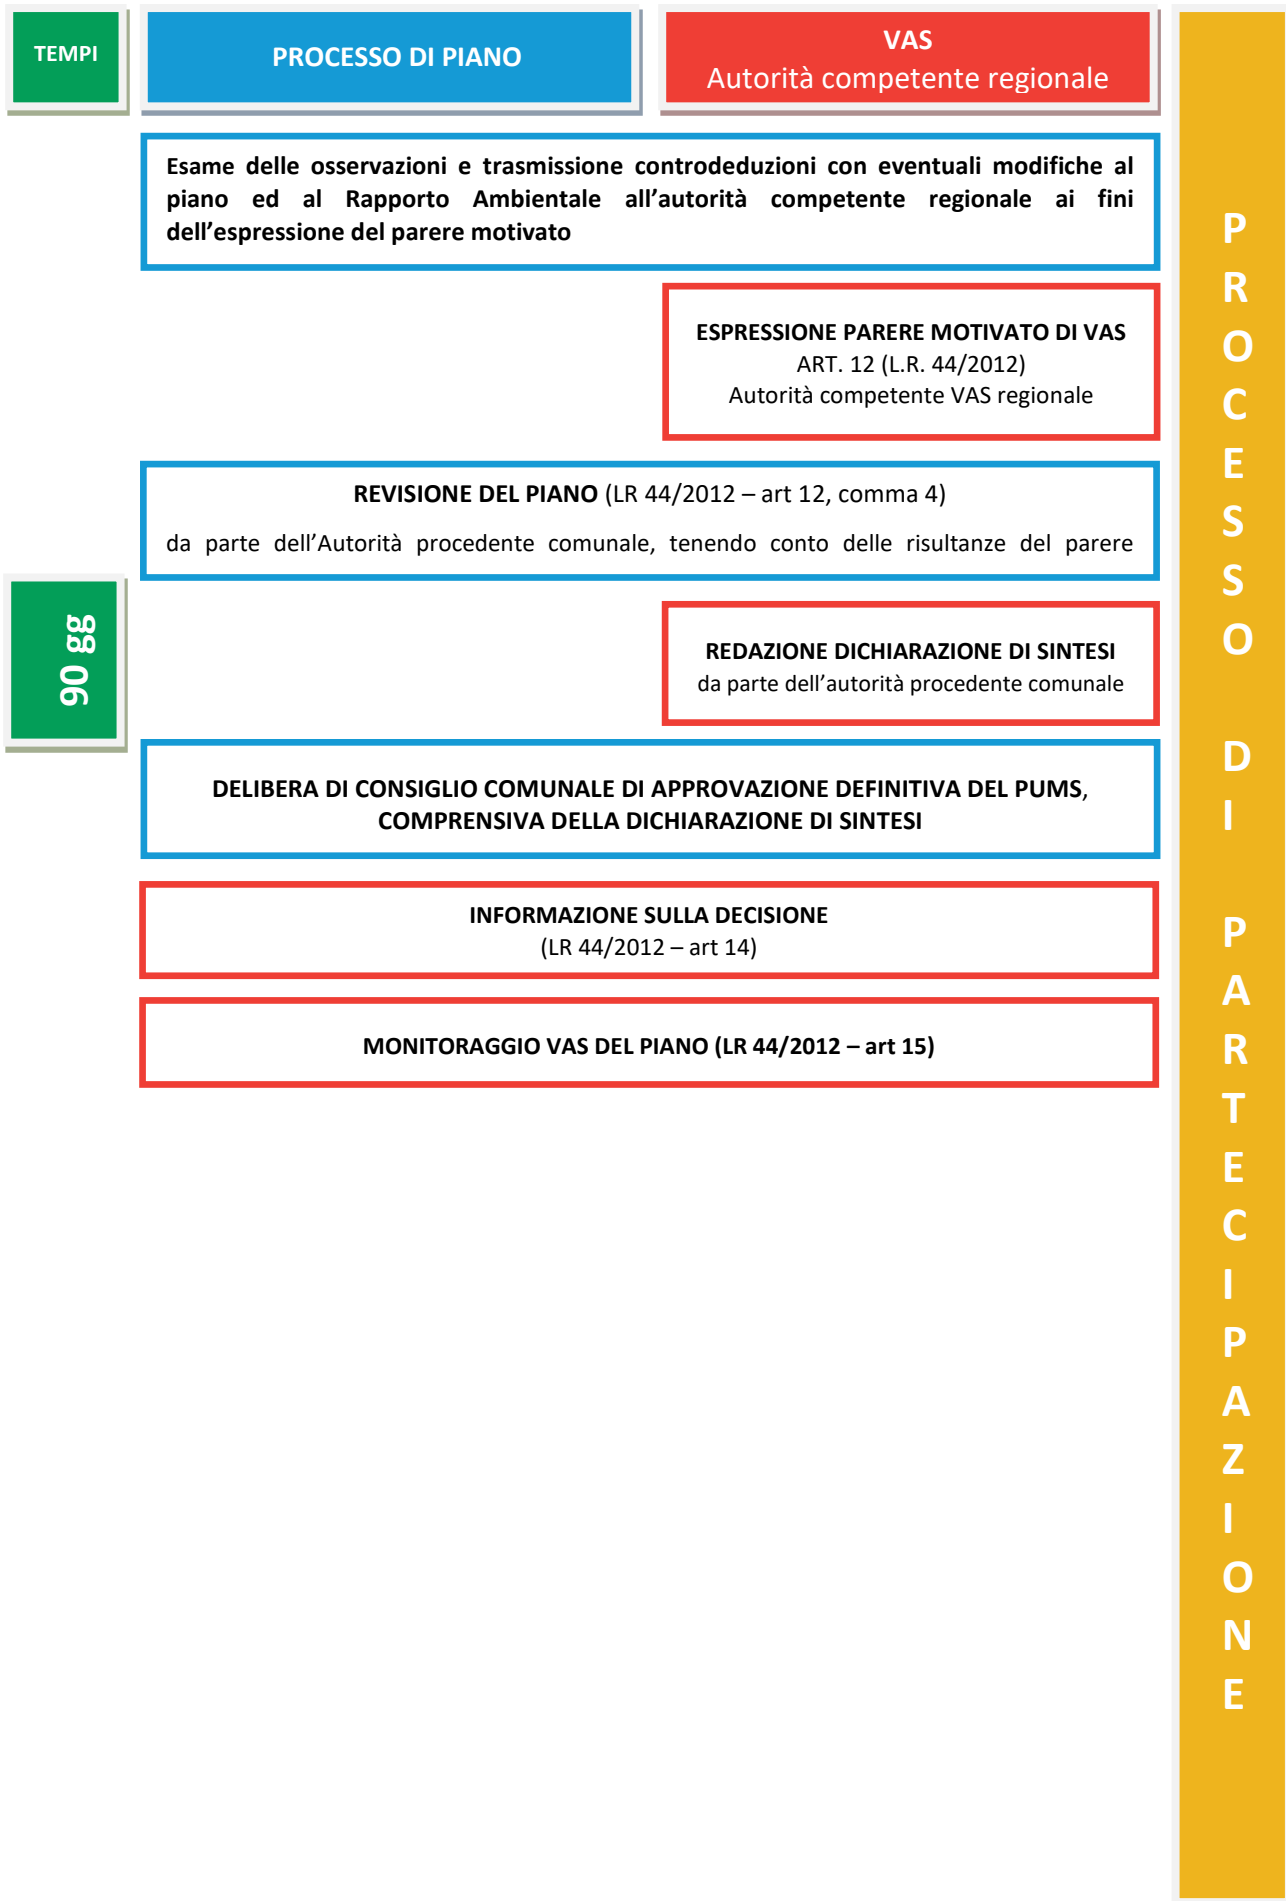 TEMPI
PROCESSO DI PIANO
VAS
Autorità competente regionale
Esame delle osservazioni e trasmissione controdeduzioni con eventuali modifiche al
piano ed al Rapporto Ambientale all’autorità competente regionale ai fini
dell’espressione del parere motivato
ESPRESSIONE PARERE MOTIVATO DI VAS
ART. 12 (L.R. 44/2012)
Autorità competente VAS regionale
REVISIONE DEL PIANO (LR 44/2012 – art 12, comma 4)
da parte dell’Autorità procedente comunale, tenendo conto delle risultanze del parere
90 gg
REDAZIONE DICHIARAZIONE DI SINTESI
da parte dell’autorità procedente comunale
DELIBERA DI CONSIGLIO COMUNALE DI APPROVAZIONE DEFINITIVA DEL PUMS,
COMPRENSIVA DELLA DICHIARAZIONE DI SINTESI
INFORMAZIONE SULLA DECISIONE
(LR 44/2012 – art 14)
MONITORAGGIO VAS DEL PIANO (LR 44/2012 – art 15)
PROCESSO DI PARTECIPAZIONE